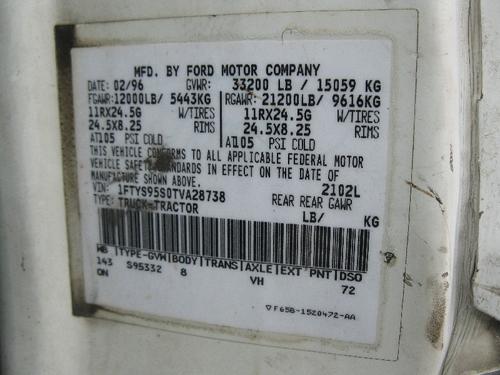 MFD. BY FORD MOTOR COMPANY
DATE: 02/96 GVWR: 33200 LB / 15059 KG
FGAWR:12000LB/ 5443KG RGAWR:21200LB/ 9616KG
11RX24.5G W/TIRES 11RX24.5G W/TIRES
24.5X8.25 RIMS 24.5X8.25 RIMS
AT105 PSI COLD AT105 PSI COLD
THIS VEHICLE CONFORMS TO ALL APPLICABLE FEDERAL MOTOR
VEHICLE SAFETY STANDARDS IN EFFECT ON THE DATE OF
MANUFACTURE SHOWN ABOVE.
VIN: 1FTYS95S0TVA28738 2102L
TYPE: TRUCK-TRACTOR REAR REAR GAWR
LB/ KG
WB TYPE-GVW BODY TRANS AXLE EXT PNT DSO
143 S95332 8 VH 72
ON
F65B-1520472-AA